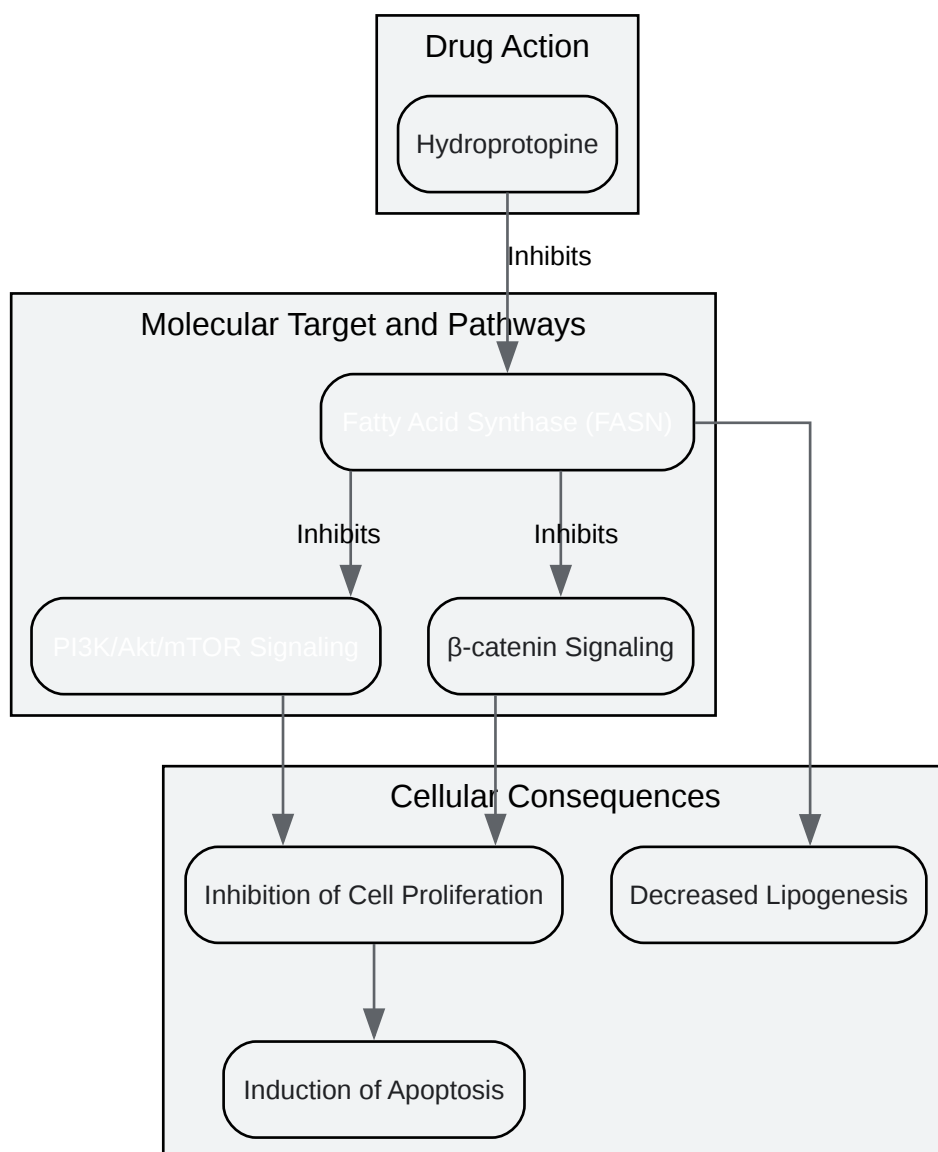 Drug Action
Hydroprotopine
Inhibits
Molecular Target and Pathways
Fatty Acid Synthase (FASN)
Inhibits
Inhibits
PI3K/Akt/mTOR Signaling
β-catenin Signaling
Cellular Consequences
Inhibition of Cell Proliferation
Decreased Lipogenesis
Induction of Apoptosis